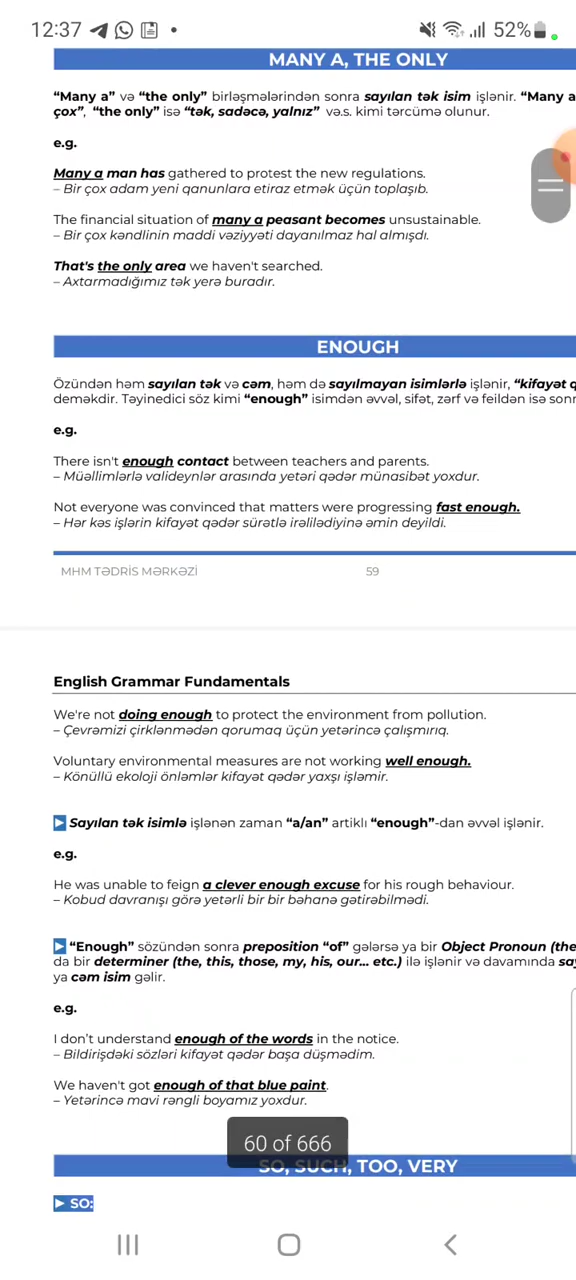 12:37
52%
MANY A, THE ONLY
“Many a” və “the only” birləşmələrindən sonra sayılan tək isim işlənir. “Many a
çox”, “the only” isə “tək, sadəcə, yalnız” və.s. kimi tərcümə olunur.
e.g.
Many a man has gathered to protest the new regulations.
– Bir çox adam yeni qanunlara etiraz etmək üçün toplaşıb.
The financial situation of many a peasant becomes unsustainable.
– Bir çox kəndlinin maddi vəziyyəti dayanılmaz hal almışdı.
That's the only area we haven't searched.
– Axtarmadığımız tək yerə buradır.
ENOUGH
Özündən həm sayılan tək və cəm, həm də sayılmayan isimlərlə işlənir, “kifayət q
deməkdir. Təyinedici söz kimi “enough” isimdən əvvəl, sifət, zərf və feildən isə sonr
e.g.
There isn't enough contact between teachers and parents.
– Müəllimlərlə valideynlər arasında yetəri qədər münasibət yoxdur.
Not everyone was convinced that matters were progressing fast enough.
– Hər kəs işlərin kifayət qədər sürətlə irəlilədiyinə əmin deyildi.
MHM TƏDRİS MƏRKƏZİ 59
English Grammar Fundamentals
We're not doing enough to protect the environment from pollution.
– Çevrəmizi çirklənmədən qorumaq üçün yetərincə çalışmırıq.
Voluntary environmental measures are not working well enough.
– Könüllü ekoloji önləmlər kifayət qədər yaxşı işləmir.
Sayılan tək isimlə işlənən zaman “a/an” artiklı “enough”-dan əvvəl işlənir.
e.g.
He was unable to feign a clever enough excuse for his rough behaviour.
– Kobud davranışı görə yetərli bir bir bəhanə gətirəbilmədi.
“Enough” sözündən sonra preposition “of” gələrsə ya bir Object Pronoun (the
da bir determiner (the, this, those, my, his, our... etc.) ilə işlənir və davamında say
ya cəm isim gəlir.
e.g.
I don't understand enough of the words in the notice.
– Bildirişdəki sözləri kifayət qədər başa düşmədim.
We haven't got enough of that blue paint.
– Yetərincə mavi rəngli boyamız yoxdur.
60 of 666
SO, SUCH, TOO, VERY
SO: